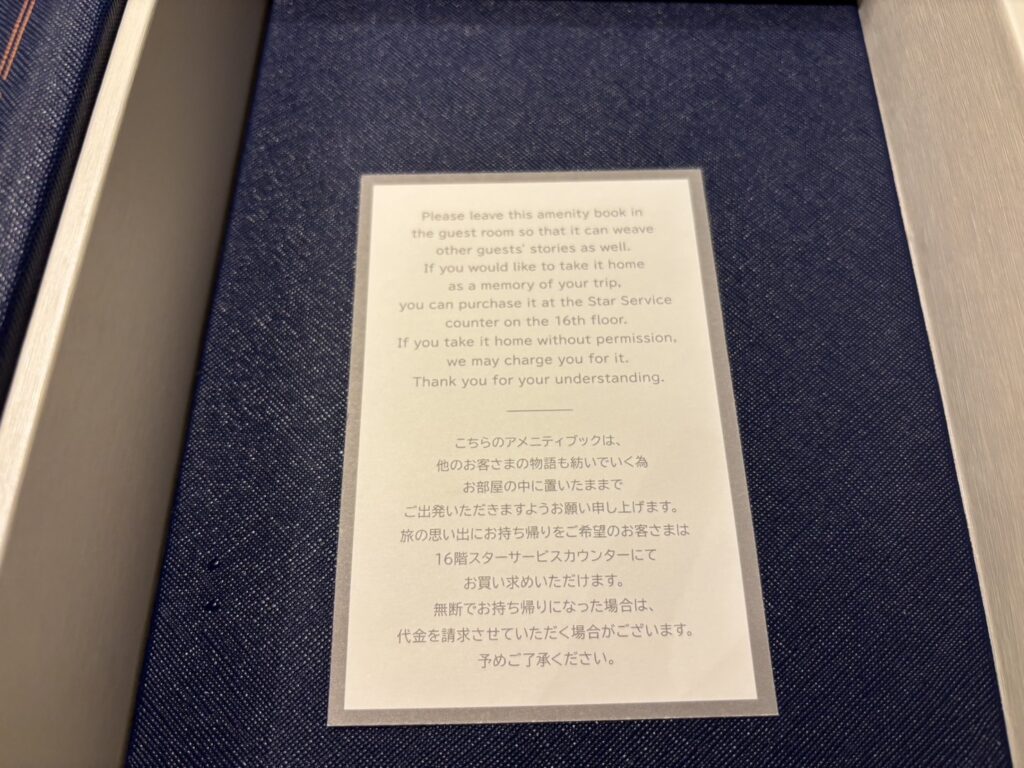 Please leave this amenity book in
the guest room so that it can weave
other guests' stories as well.
If you would like to take it home
as a memory of your trip,
you can purchase it at the Star Service
counter on the 16th floor.
If you take it home without permission,
we may charge you for it.
Thank you for your understanding.
こちらのアメニティブックは、
他のお客さまの物語も紡いでいく為
お部屋の中に置いたままで
ご出発いただきますようお願い申し上げます。
旅の思い出にお持ち帰りをご希望のお客さまは
16階スターサービスカウンターにて
お買い求めいただけます。
無断でお持ち帰りになった場合は、
代金を請求させていただく場合がございます。
予めご了承ください。